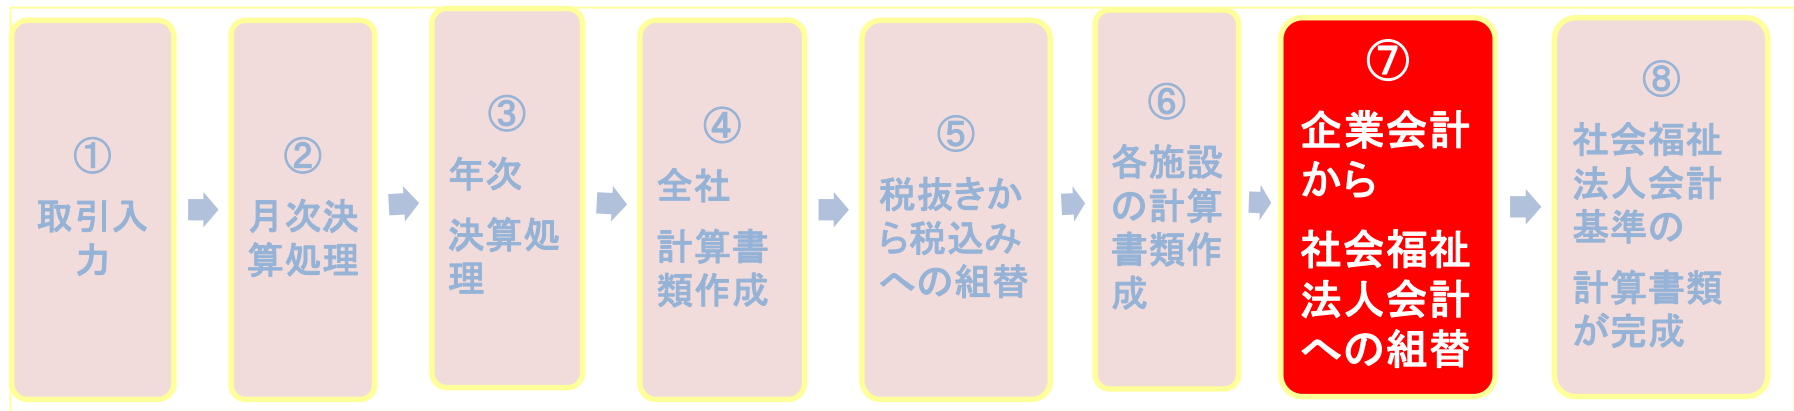 ①
取引入
力
②
月次決
算処理
③
年次
決算処
理
④
全社
計算書
類作成
⑤
税抜きか
ら税込み
への組替
⑥
各施設
の計算
書類作
成
⑦
企業会計
から
社会福祉
法人会計
への組替
⑧
社会福祉
法人会計
基準の
計算書類
が完成